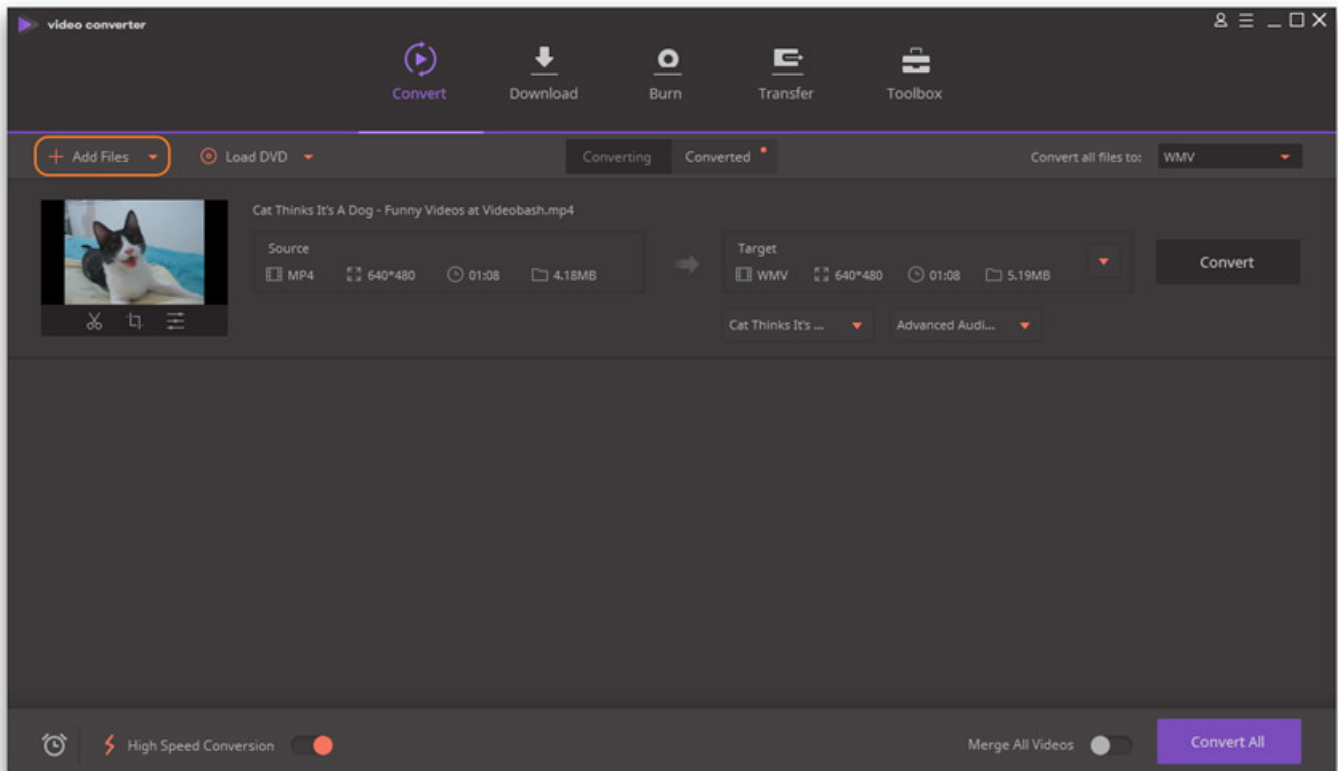 video converter
Convert
Download
Burn
Transfer
Toolbox
Add Files
Load DVD
Converting
Converted
Convert all files to:
WMV
Cat Thinks It's A Dog - Funny Videos at Videobash.mp4
Source
MP4 640*480 01:08 4.18MB
Target
WMV 640*480 01:08 5.19MB
Convert
Cat Thinks It's ...
Advanced Audi...
High Speed Conversion
Merge All Videos
Convert All